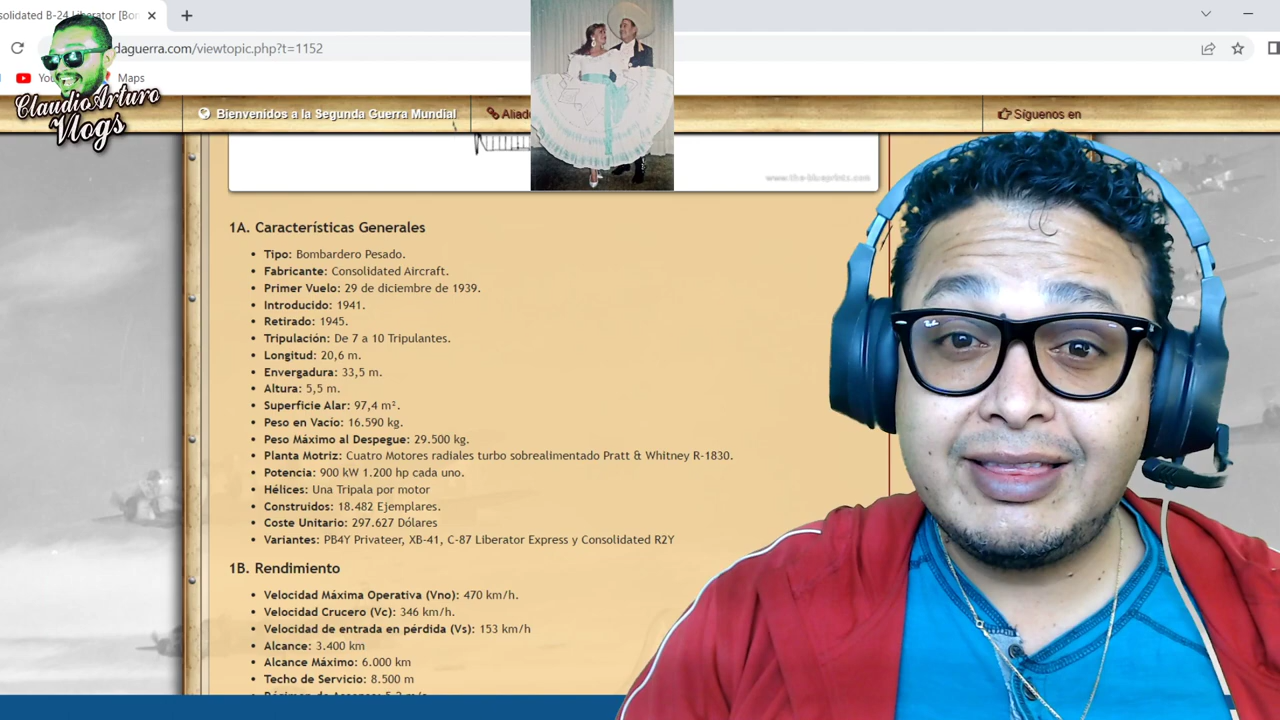 solidated B-24 Liberator [Bor
daguerra.com/viewtopic.php?t=1152
Maps
ClaudioArturo
Vlogs
Bienvenidos a la Segunda Guerra Mundial
Aliad
Síguenos en
www.the-blueprints.com
1A. Características Generales
Tipo: Bombardero Pesado.
Fabricante: Consolidated Aircraft.
Primer Vuelo: 29 de diciembre de 1939.
Introducido: 1941.
Retirado: 1945.
Tripulación: De 7 a 10 Tripulantes.
Longitud: 20,6 m.
Envergadura: 33,5 m.
Altura: 5,5 m.
Superficie Alar: 97,4 m².
Peso en Vacío: 16.590 kg.
Peso Máximo al Despegue: 29.500 kg.
Planta Motriz: Cuatro Motores radiales turbo sobrealimentado Pratt & Whitney R-1830.
Potencia: 900 kW 1.200 hp cada uno.
Hélices: Una Tripala por motor
Construidos: 18.482 Ejemplares.
Coste Unitario: 297.627 Dólares
Variantes: PB4Y Privateer, XB-41, C-87 Liberator Express y Consolidated R2Y
1B. Rendimiento
Velocidad Máxima Operativa (Vno): 470 km/h.
Velocidad Crucero (Vc): 346 km/h.
Velocidad de entrada en pérdida (Vs): 153 km/h
Alcance: 3.400 km
Alcance Máximo: 6.000 km
Techo de Servicio: 8.500 m